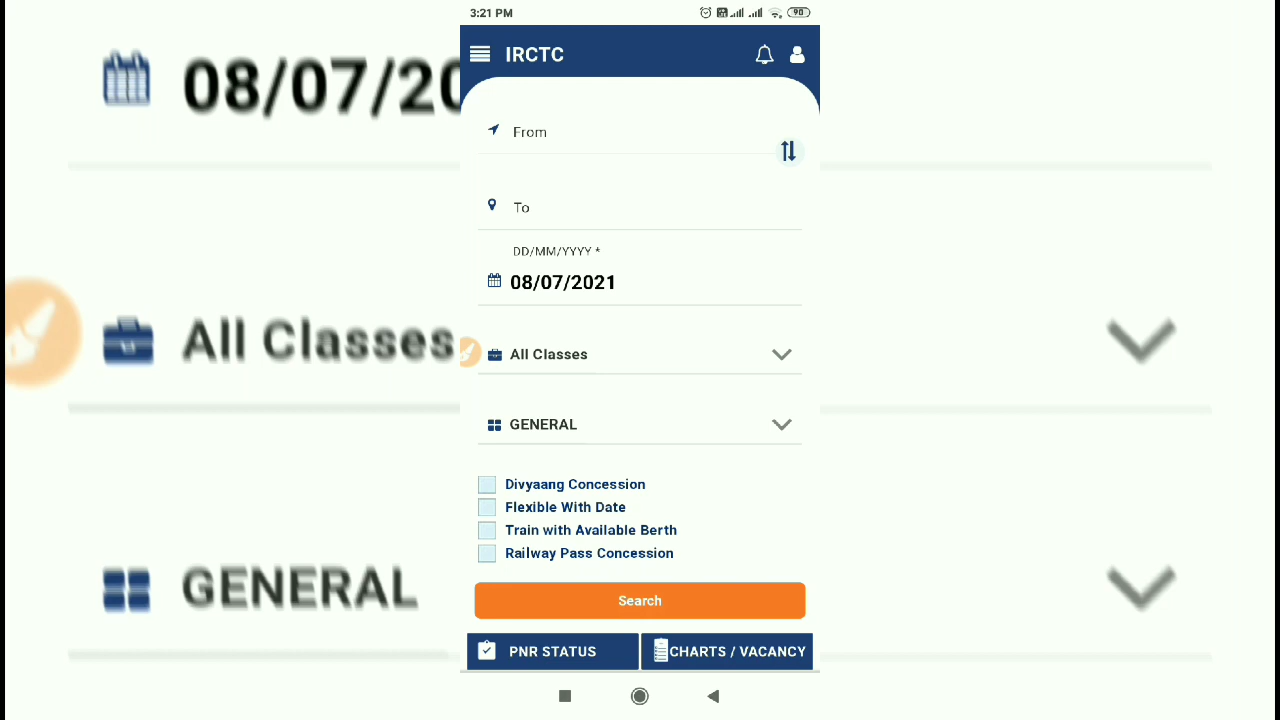 3:21 PM
90
IRCTC
From
To
DD/MM/YYYY *
08/07/2021
All Classes
GENERAL
Divyaang Concession
Flexible With Date
Train with Available Berth
Railway Pass Concession
Search
PNR STATUS
CHARTS / VACANCY
08/07/20
All Classes
GENERAL